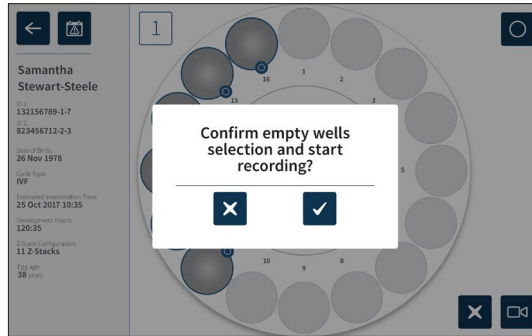 1
Samantha
Stewart-Steele
ID 1:
132156789-1-7
ID 2:
823456712-2-3
Date of Birth:
26 Nov 1978
Cycle Type:
IVF
Estimated Insemination Time:
25 Oct 2017 10:35
Development Hours:
120:35
Z-Stack Configuration:
11 Z-Stacks
Egg age:
38 years
16
1
2
15
3
5
10
9
8
Confirm empty wells
selection and start
recording?